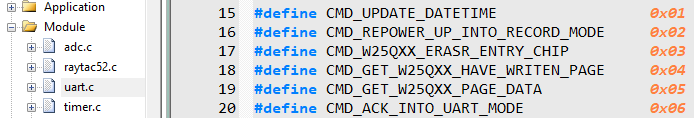 Application
Module
adc.c
raytac52.c
uart.c
timer.c
15 #define CMD_UPDATE_DATETIME 0x01
16 #define CMD_REPOWER_UP_INTO_RECORD_MODE 0x02
17 #define CMD_W25QXX_ERASR_ENTRY_CHIP 0x03
18 #define CMD_GET_W25QXX_HAVE_WRITEN_PAGE 0x04
19 #define CMD_GET_W25QXX_PAGE_DATA 0x05
20 #define CMD_ACK_INTO_UART_MODE 0x06